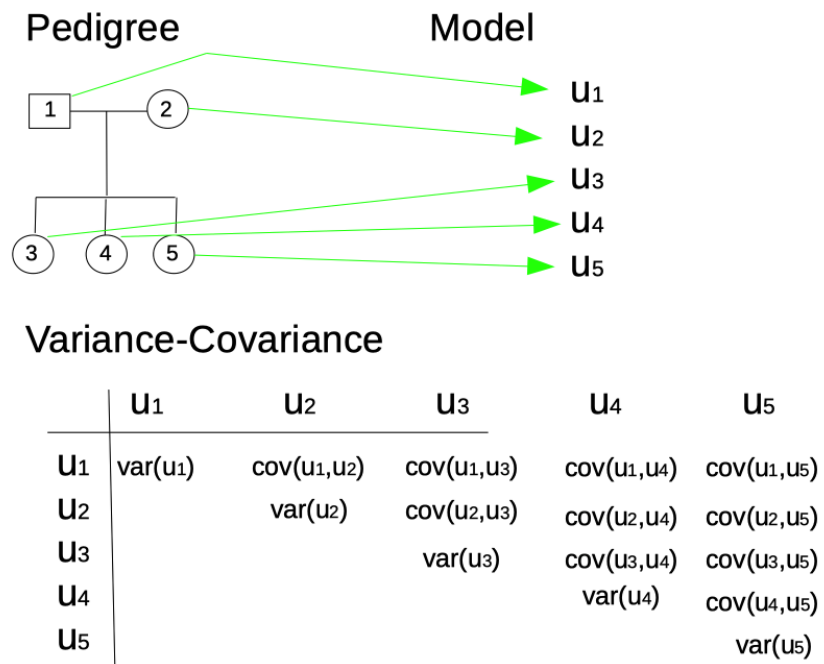 Pedigree Model
1 2 u1
u2
u3
u4
3 4 5 u5
Variance-Covariance
u1 u2 u3 u4 u5
u1 var(u1) cov(u1,u2) cov(u1,u3) cov(u1,u4) cov(u1,u5)
u2 var(u2) cov(u2,u3) cov(u2,u4) cov(u2,u5)
u3 var(u3) cov(u3,u4) cov(u3,u5)
u4 var(u4) cov(u4,u5)
u5 var(u5)